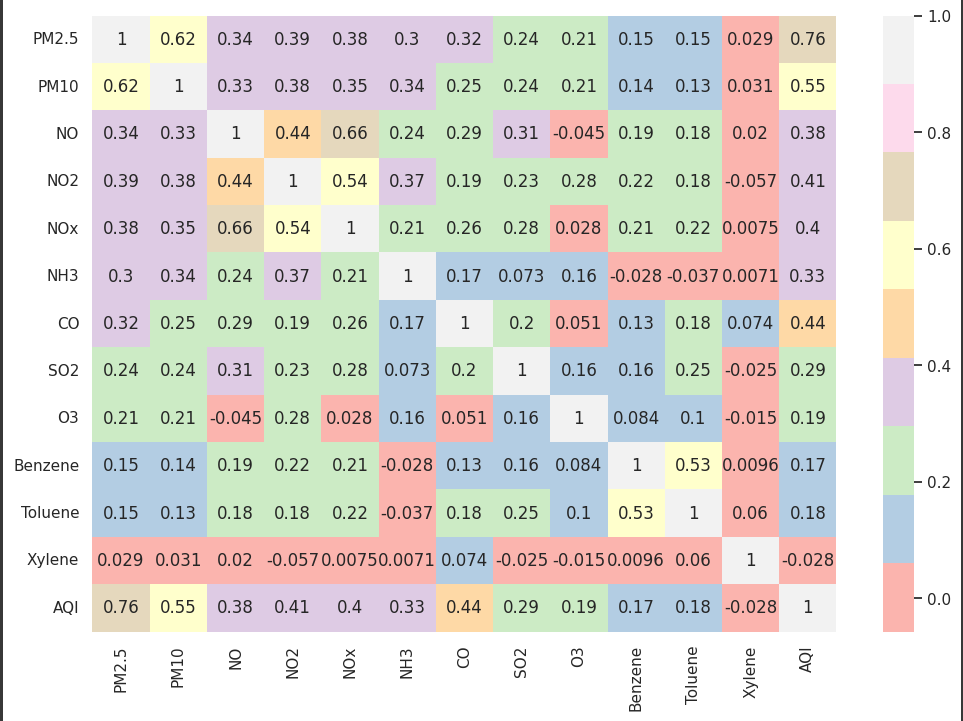 PM2.5 1 0.62 0.34 0.39 0.38 0.3 0.32 0.24 0.21 0.15 0.15 0.029 0.76
PM10 0.62 1 0.33 0.38 0.35 0.34 0.25 0.24 0.21 0.14 0.13 0.031 0.55
NO 0.34 0.33 1 0.44 0.66 0.24 0.29 0.31 -0.045 0.19 0.18 0.02 0.38
NO2 0.39 0.38 0.44 1 0.54 0.37 0.19 0.23 0.28 0.22 0.18 -0.057 0.41
NOx 0.38 0.35 0.66 0.54 1 0.21 0.26 0.28 0.028 0.21 0.22 0.0075 0.4
NH3 0.3 0.34 0.24 0.37 0.21 1 0.17 0.073 0.16 -0.028 -0.037 0.0071 0.33
CO 0.32 0.25 0.29 0.19 0.26 0.17 1 0.2 0.051 0.13 0.18 0.074 0.44
SO2 0.24 0.24 0.31 0.23 0.28 0.073 0.2 1 0.16 0.16 0.25 -0.025 0.29
O3 0.21 0.21 -0.045 0.28 0.028 0.16 0.051 0.16 1 0.084 0.1 -0.015 0.19
Benzene 0.15 0.14 0.19 0.22 0.21 -0.028 0.13 0.16 0.084 1 0.53 0.0096 0.17
Toluene 0.15 0.13 0.18 0.18 0.22 -0.037 0.18 0.25 0.1 0.53 1 0.06 0.18
Xylene 0.029 0.031 0.02 -0.057 0.0075 0.0071 0.074 -0.025 -0.015 0.0096 0.06 1 -0.028
AQI 0.76 0.55 0.38 0.41 0.4 0.33 0.44 0.29 0.19 0.17 0.18 -0.028 1
PM2.5 PM10 NO NO2 NOx NH3 CO SO2 O3 Benzene Toluene Xylene AQI
1.0
0.8
0.6
0.4
0.2
0.0